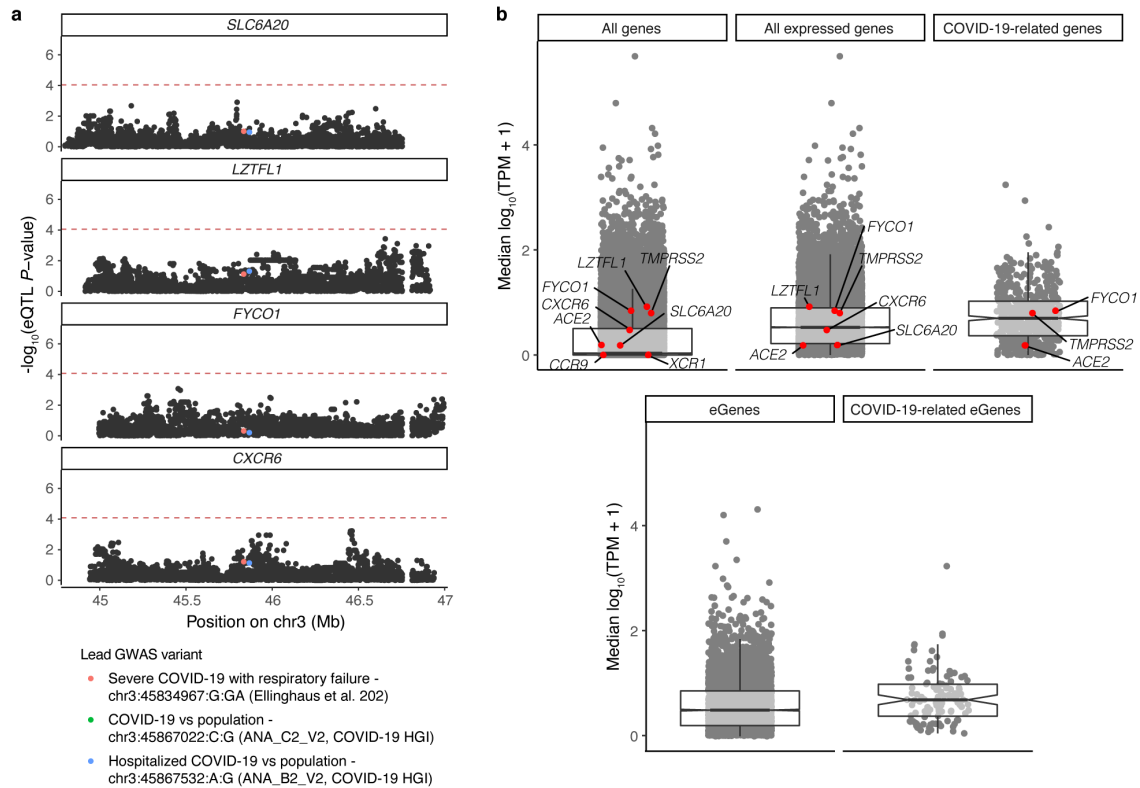 a
SLC6A20
6
4
2
0
LZTFL1
6
4
2
0
FYCO1
6
4
2
0
CXCR6
6
4
2
0
-log10(eQTL P-value)
45
45.5
46
46.5
47
Position on chr3 (Mb)
Lead GWAS variant
Severe COVID-19 with respiratory failure -
chr3:45834967:G:GA (Ellinghaus et al. 202)
COVID-19 vs population -
chr3:45867022:C:G (ANA_C2_V2, COVID-19 HGI)
Hospitalized COVID-19 vs population -
chr3:45867532:A:G (ANA_B2_V2, COVID-19 HGI)
b
All genes
All expressed genes
COVID-19-related genes
Median log10(TPM + 1)
4
2
0
LZTFL1
TMPRSS2
FYCO1
CXCR6
ACE2
SLC6A20
CCR9
XCR1
FYCO1
TMPRSS2
LZTFL1
CXCR6
SLC6A20
ACE2
FYCO1
TMPRSS2
ACE2
eGenes
COVID-19-related eGenes
Median log10(TPM + 1)
4
2
0